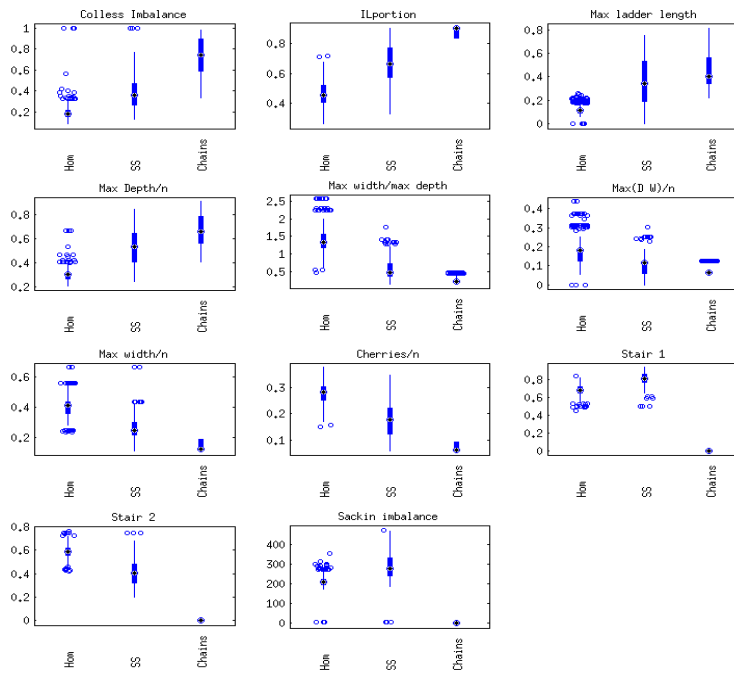 Colless Imbalance
1
0.8
0.6
0.4
0.2
Hom
SS
Chains
ILportion
0.8
0.6
0.4
Hom
SS
Chains
Max ladder length
0.8
0.6
0.4
0.2
0
Hom
SS
Chains
Max Depth/n
0.8
0.6
0.4
0.2
Hom
SS
Chains
Max width/max depth
2.5
2
1.5
1
0.5
Hom
SS
Chains
Max(D W)/n
0.4
0.3
0.2
0.1
0
Hom
SS
Chains
Max width/n
0.6
0.4
0.2
Hom
SS
Chains
Cherries/n
0.3
0.2
0.1
Hom
SS
Chains
Stair 1
0.8
0.6
0.4
0.2
0
Hom
SS
Chains
Stair 2
0.8
0.6
0.4
0.2
0
Hom
SS
Chains
Sackin imbalance
400
300
200
100
0
Hom
SS
Chains